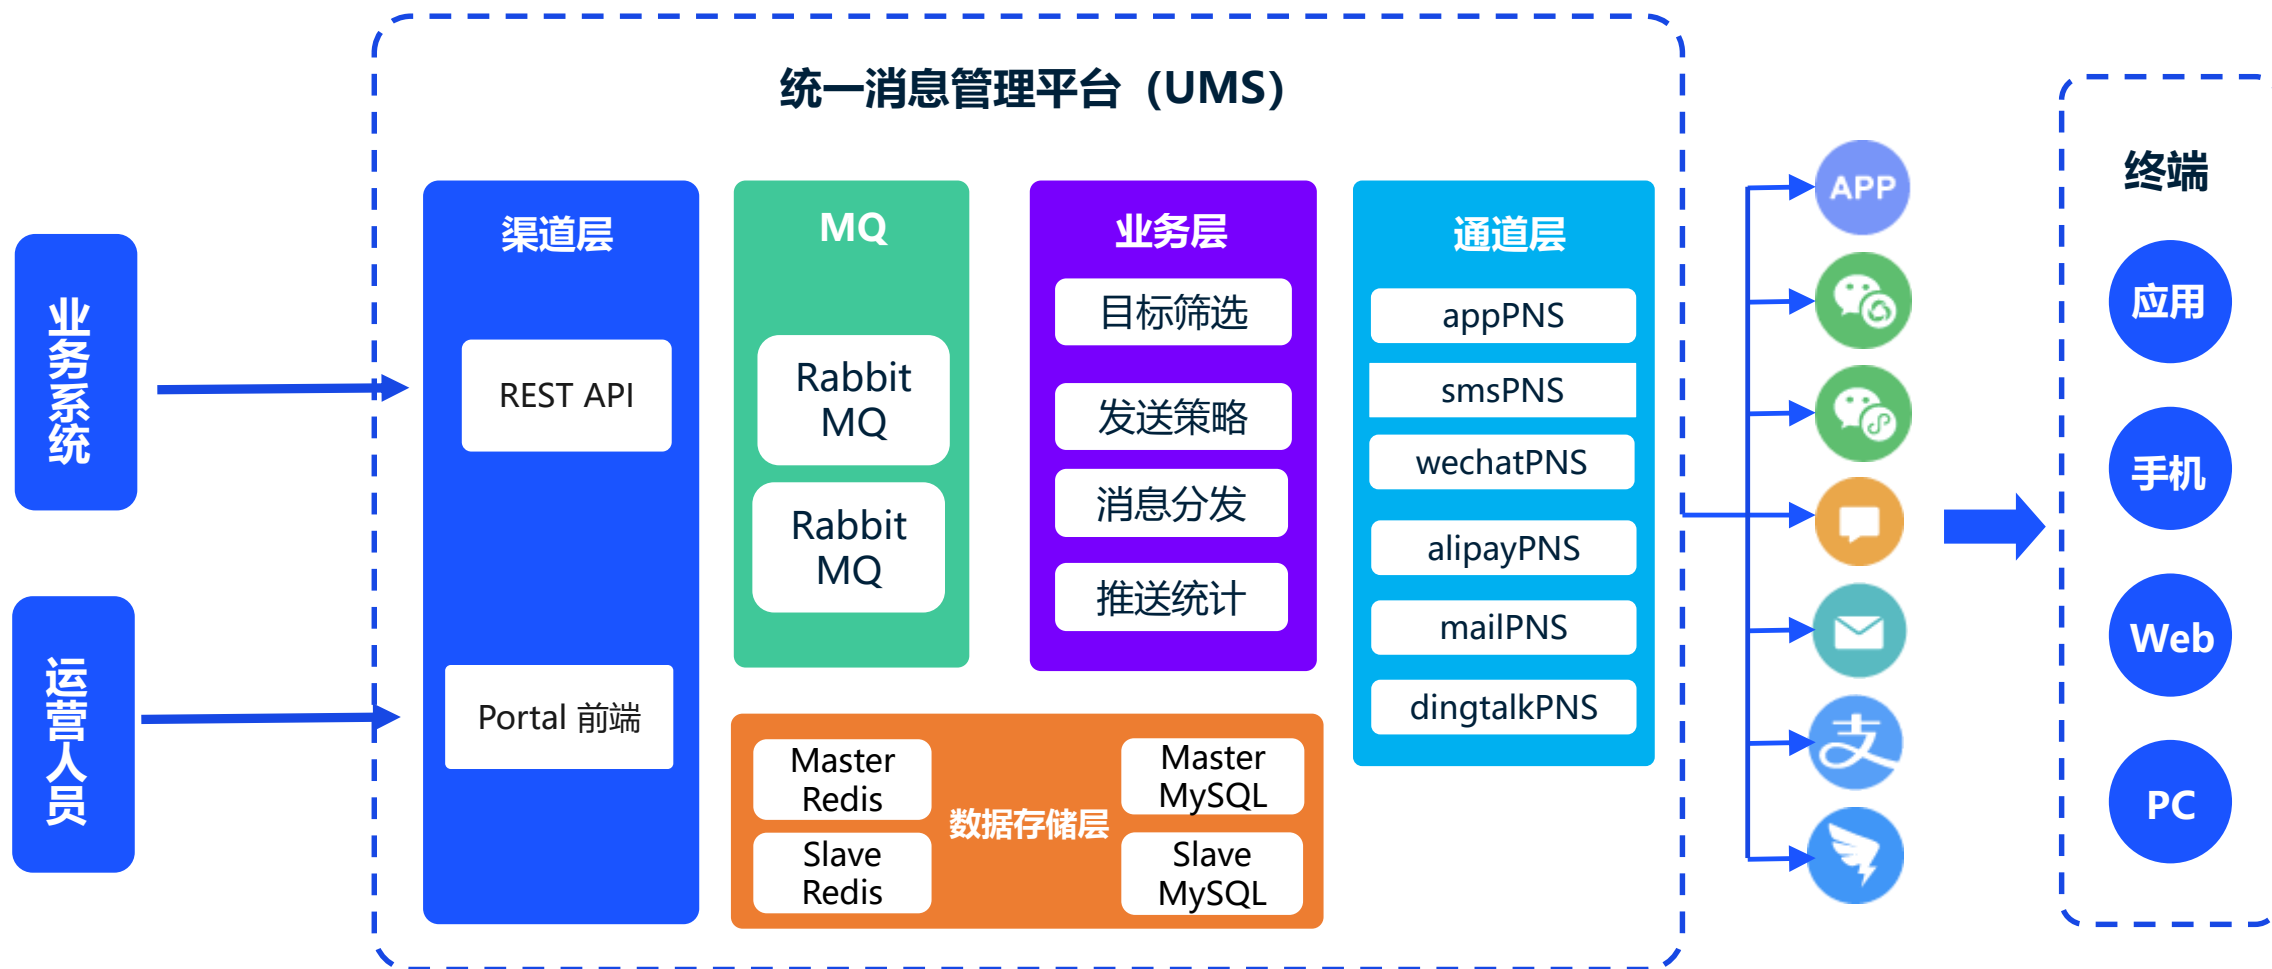 统一消息管理平台（UMS）
业务系统
运营人员
渠道层
REST API
Portal 前端
MQ
Rabbit
MQ
Rabbit
MQ
业务层
目标筛选
发送策略
消息分发
推送统计
通道层
appPNS
smsPNS
wechatPNS
alipayPNS
mailPNS
dingtalkPNS
Master
Redis
Slave
Redis
数据存储层
Master
MySQL
Slave
MySQL
APP
支
终端
应用
手机
Web
PC